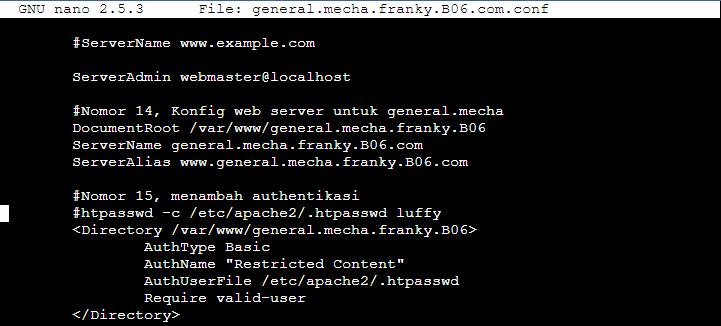 GNU nano 2.5.3 File: general.mecha.franky.B06.com.conf
#ServerName www.example.com
ServerAdmin webmaster@localhost
#Nomor 14, Konfig web server untuk general.mecha
DocumentRoot /var/www/general.mecha.franky.B06
ServerName general.mecha.franky.B06.com
ServerAlias www.general.mecha.franky.B06.com
#Nomor 15, menambah authentikasi
#htpasswd -c /etc/apache2/.htpasswd luffy
<Directory /var/www/general.mecha.franky.B06>
AuthType Basic
AuthName "Restricted Content"
AuthUserFile /etc/apache2/.htpasswd
Require valid-user
</Directory>